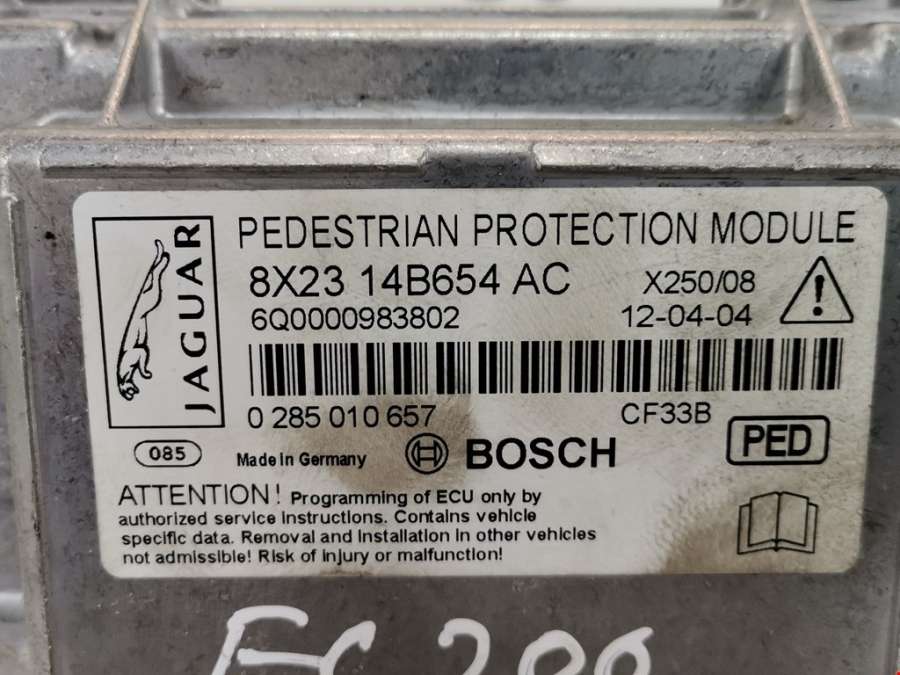 JAGUAR
PEDESTRIAN PROTECTION MODULE
8X23 14B654 AC X250/08
6Q0000983802 12-04-04
0 285 010 657 CF33B
085 Made in Germany BOSCH PED
ATTENTION! Programming of ECU only by
authorized service instructions. Contains vehicle
specific data. Removal and installation in other vehicles
not admissible! Risk of injury or malfunction!